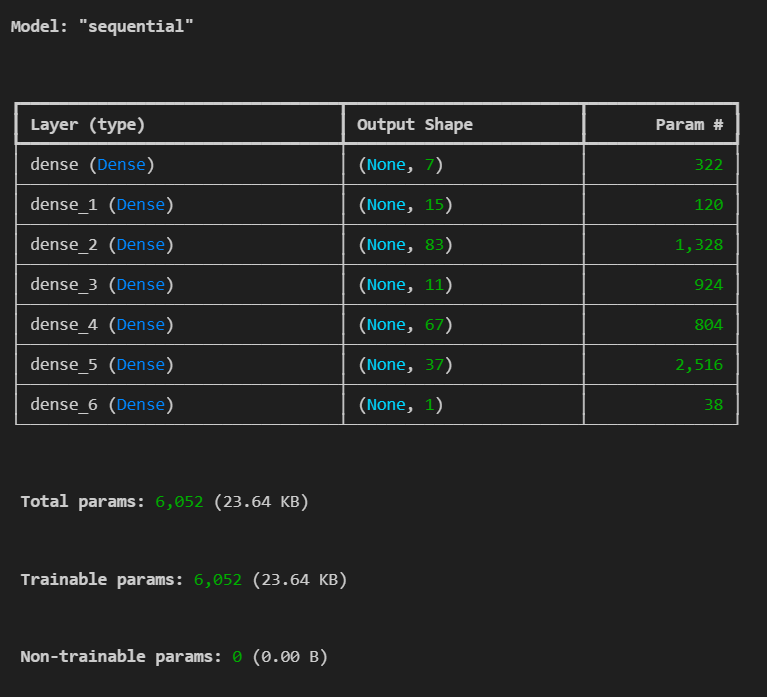 Model: "sequential"
Layer (type) Output Shape Param #
dense (Dense) (None, 7) 322
dense_1 (Dense) (None, 15) 120
dense_2 (Dense) (None, 83) 1,328
dense_3 (Dense) (None, 11) 924
dense_4 (Dense) (None, 67) 804
dense_5 (Dense) (None, 37) 2,516
dense_6 (Dense) (None, 1) 38
Total params: 6,052 (23.64 KB)
Trainable params: 6,052 (23.64 KB)
Non-trainable params: 0 (0.00 B)